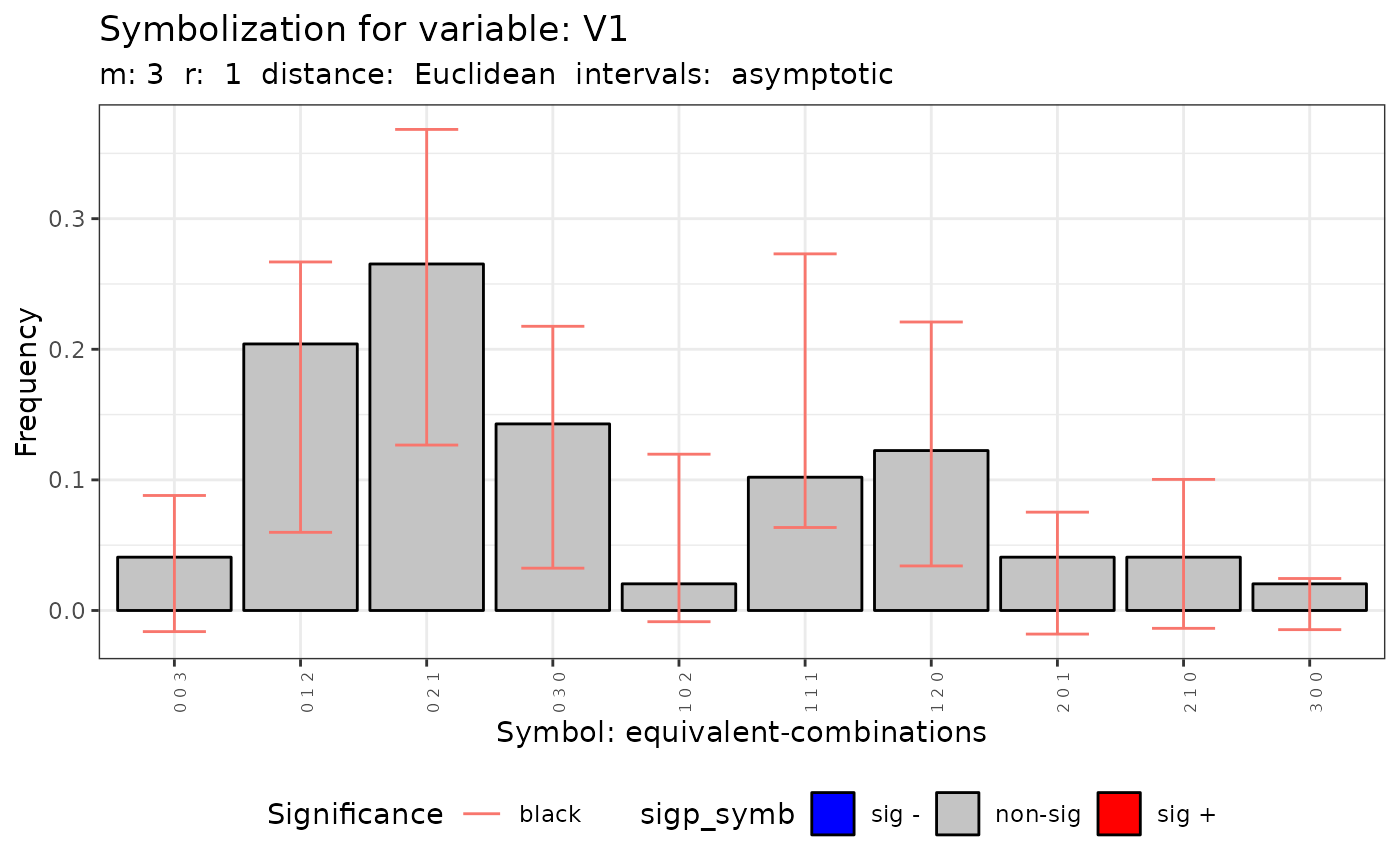 Symbolization for variable: V1
m: 3 r: 1 distance: Euclidean intervals: asymptotic
Frequency
0.3
0.2
0.1
0.0
0 0 3
0 1 2
0 2 1
0 3 0
1 0 2
1 1 1
1 2 0
2 0 1
2 1 0
3 0 0
Symbol: equivalent-combinations
Significance black sigp_symb sig - non-sig sig +